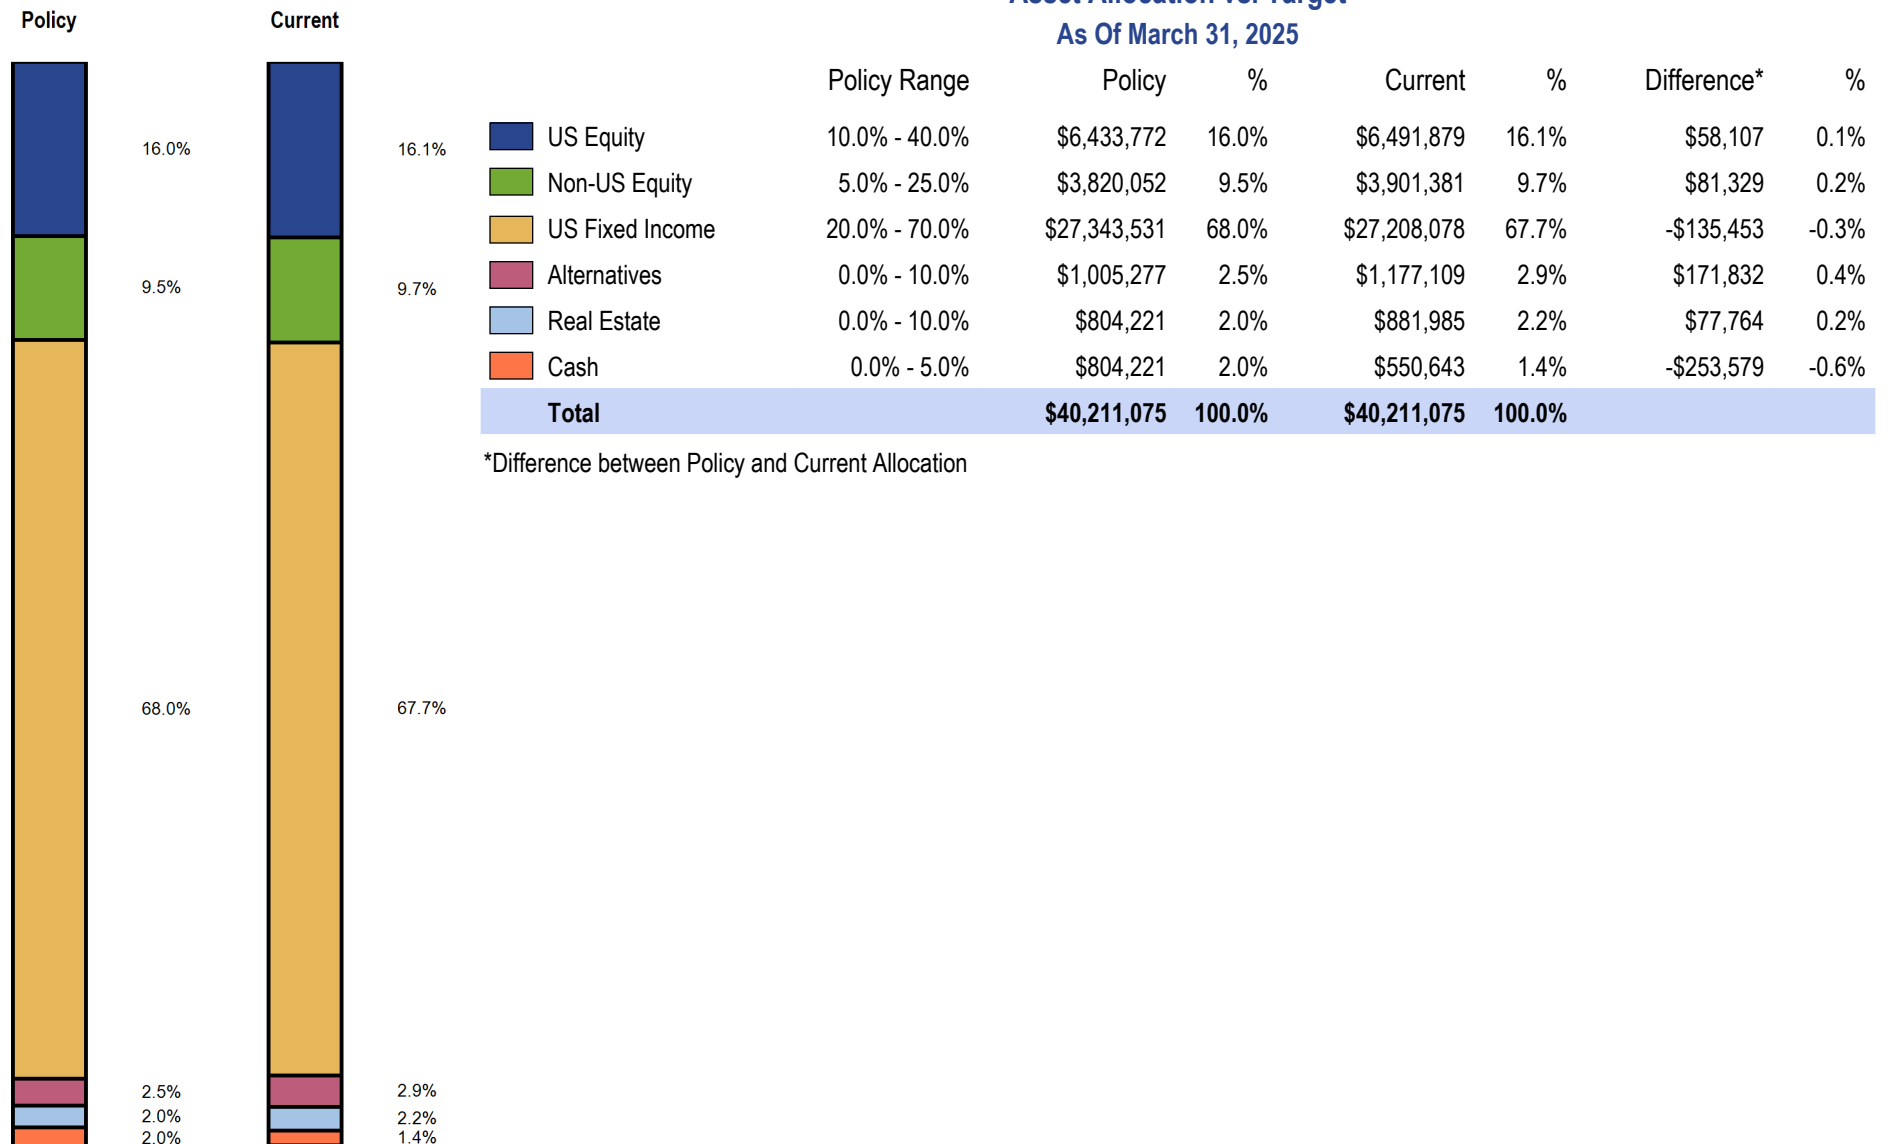 Policy Current
16.0% 16.1%
9.5% 9.7%
68.0% 67.7%
2.5% 2.9%
2.0% 2.2%
2.0% 1.4%
Asset Allocation vs. Target
As Of March 31, 2025
Policy Range Policy % Current % Difference* %
US Equity 10.0% - 40.0% $6,433,772 16.0% $6,491,879 16.1% $58,107 0.1%
Non-US Equity 5.0% - 25.0% $3,820,052 9.5% $3,901,381 9.7% $81,329 0.2%
US Fixed Income 20.0% - 70.0% $27,343,531 68.0% $27,208,078 67.7% -$135,453 -0.3%
Alternatives 0.0% - 10.0% $1,005,277 2.5% $1,177,109 2.9% $171,832 0.4%
Real Estate 0.0% - 10.0% $804,221 2.0% $881,985 2.2% $77,764 0.2%
Cash 0.0% - 5.0% $804,221 2.0% $550,643 1.4% -$253,579 -0.6%
Total $40,211,075 100.0% $40,211,075 100.0%
*Difference between Policy and Current Allocation